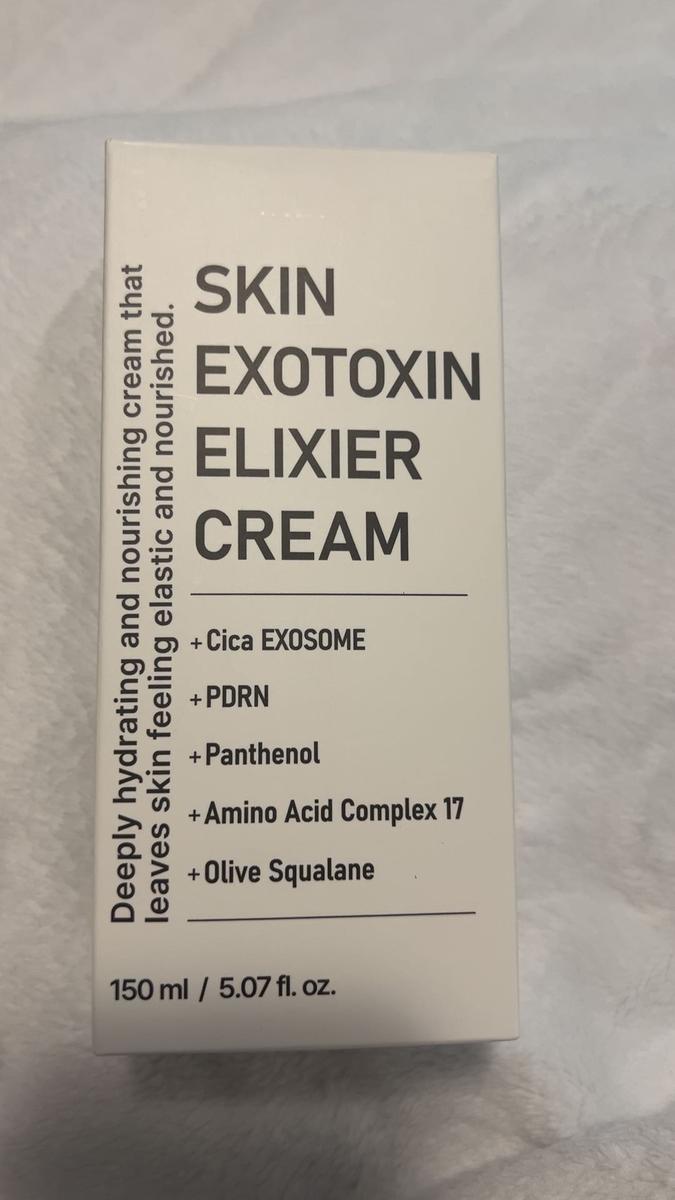 SKIN
EXOTOXIN
ELIXIER
CREAM
Deeply hydrating and nourishing cream that
leaves skin feeling elastic and nourished.
+Cica EXOSOME
+PDRN
+Panthenol
+Amino Acid Complex 17
+Olive Squalane
150 ml / 5.07 fl. oz.